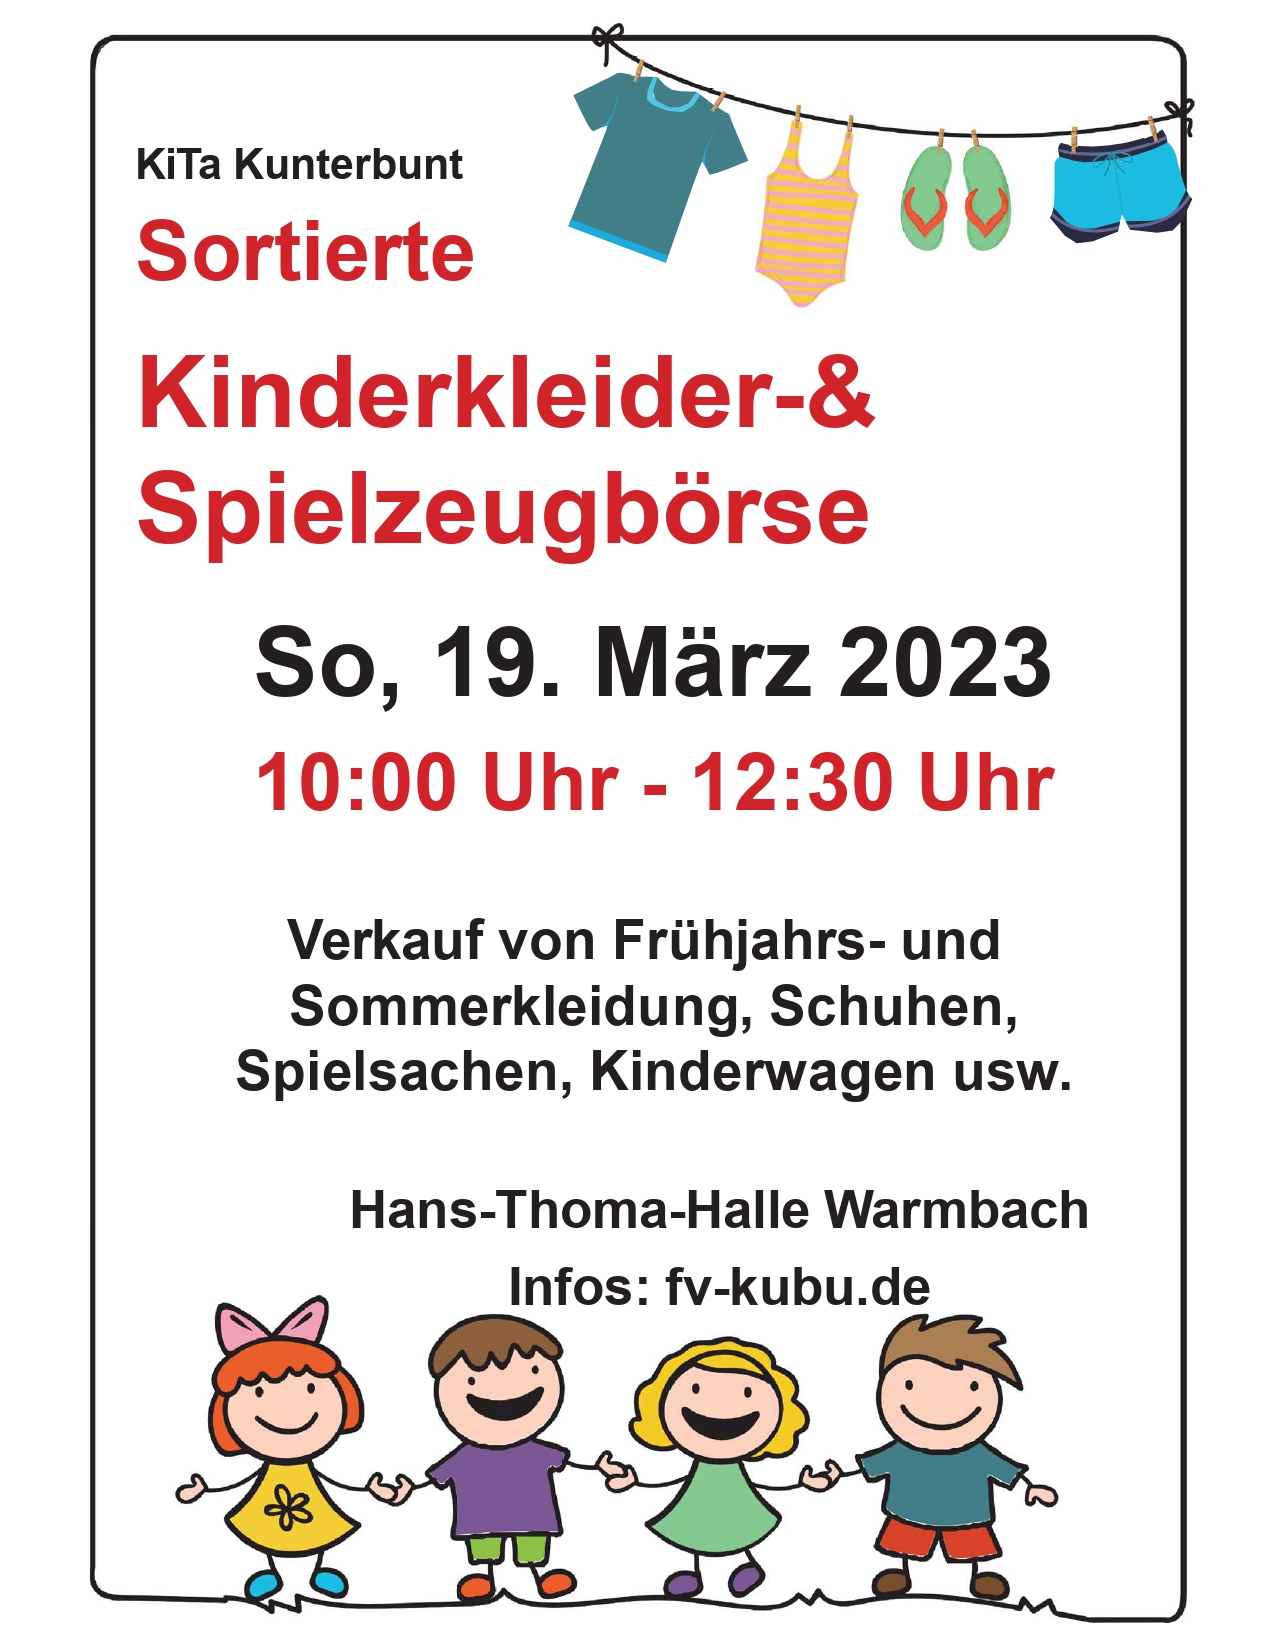 KiTa Kunterbunt
Sortierte
Kinderkleider-&
Spielzeugbörse
So, 19. März 2023
10:00 Uhr - 12:30 Uhr
Verkauf von Frühjahrs- und
Sommerkleidung, Schuhen,
Spielsachen, Kinderwagen usw.
Hans-Thoma-Halle Warmbach
Infos: fv-kubu.de